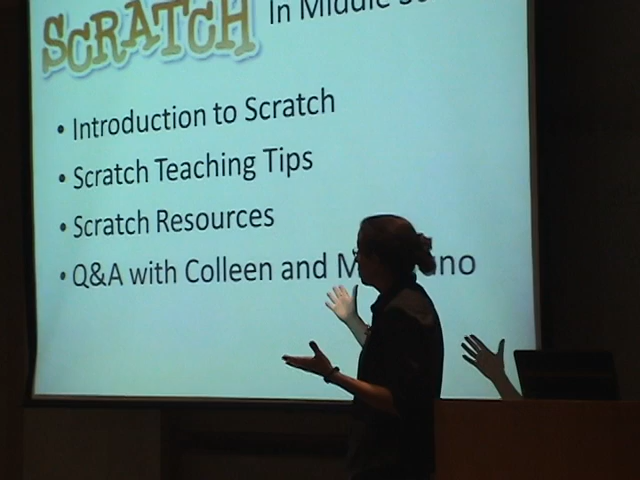 SCRATCH In Middle
• Introduction to Scratch
• Scratch Teaching Tips
• Scratch Resources
• Q&A with Colleen and